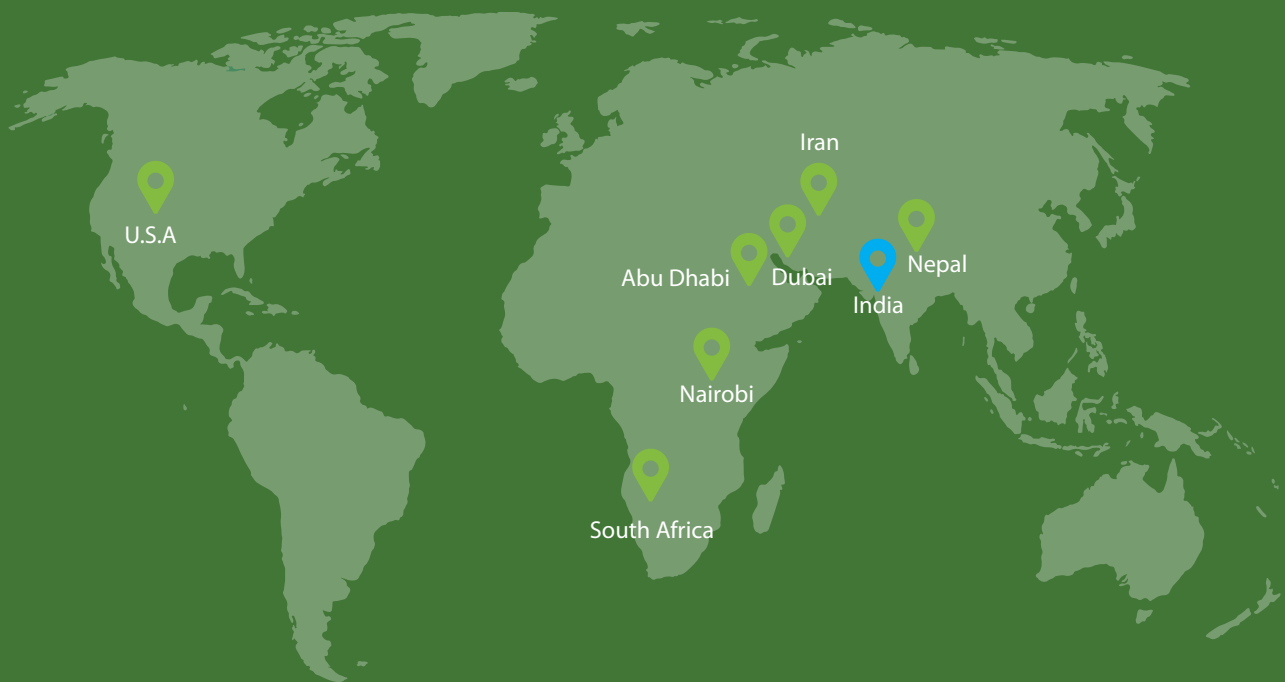 Iran
U.S.A
Nepal
Abu Dhabi
Dubai
India
Nairobi
South Africa